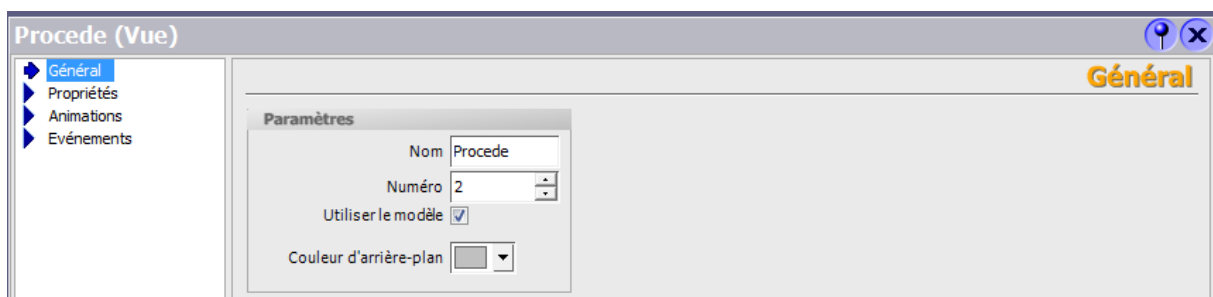 Procede (Vue)
Général
Propriétés
Animations
Evénements
Général
Paramètres
Nom Procede
Numéro 2
Utiliser le modèle
Couleur d'arrière-plan